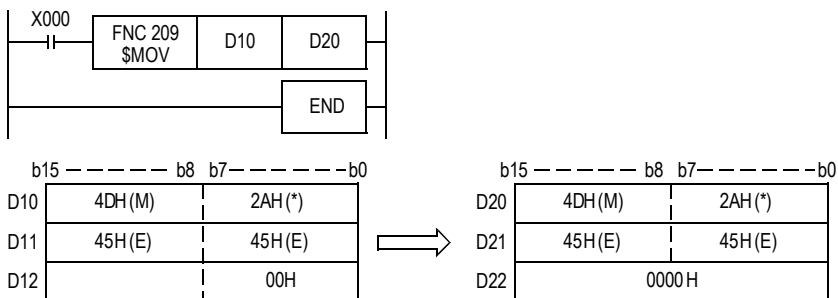 X000
FNC 209 $MOV D10 D20
END
b15 b8 b7 b0 b15 b8 b7 b0
D10 4DH (M) 2AH (*) D20 4DH (M) 2AH (*)
D11 45H (E) 45H (E) D21 45H (E) 45H (E)
D12 00H D22 0000 H